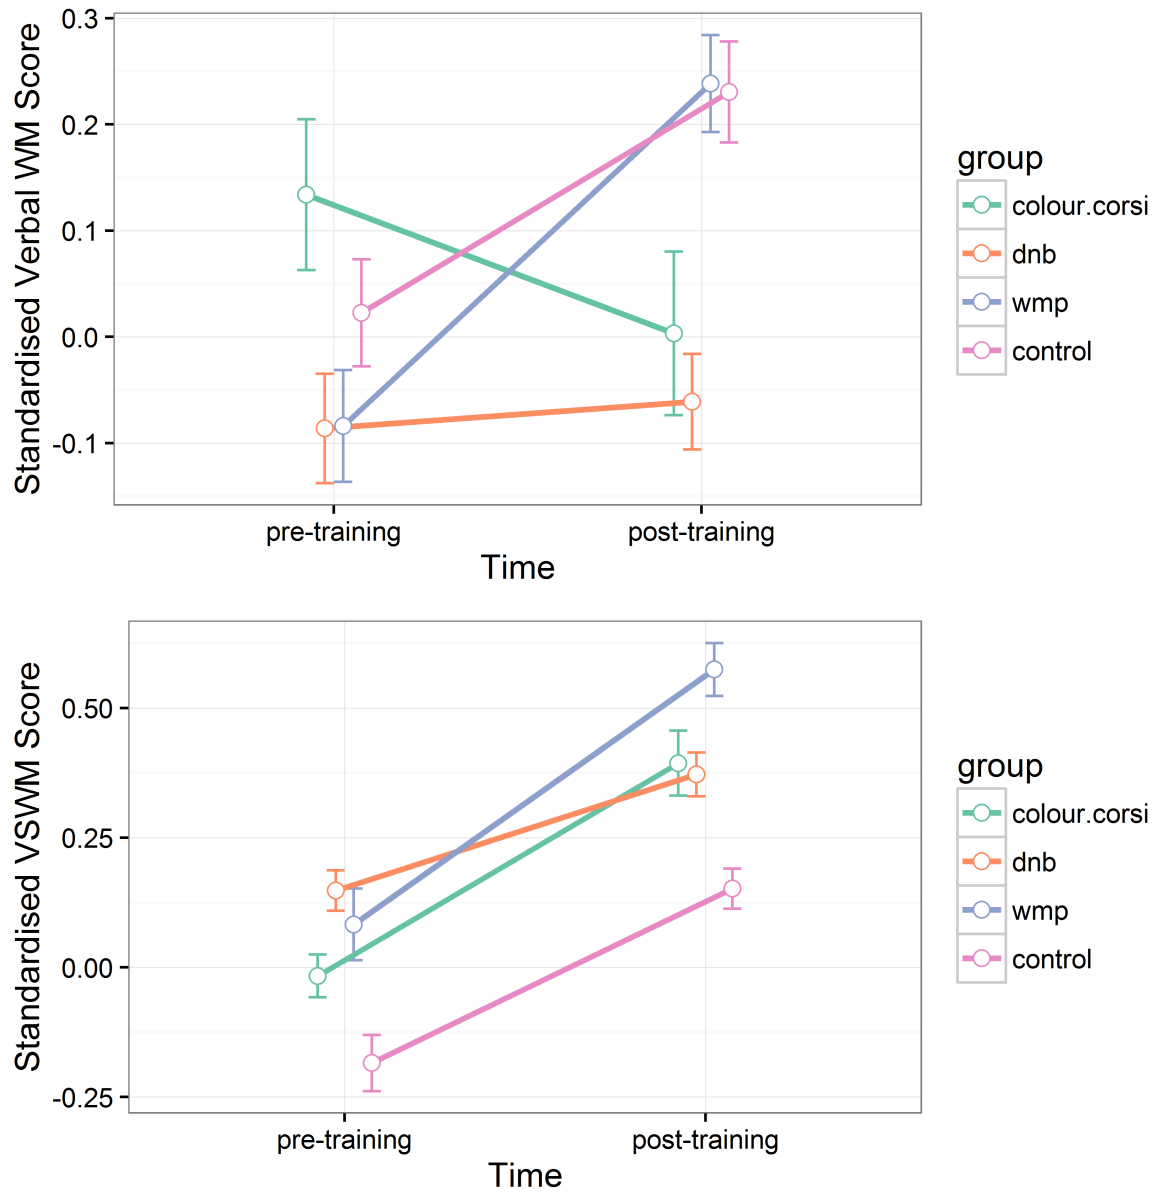 Standardised Verbal WM Score
0.3
0.2
0.1
0.0
-0.1
pre-training
post-training
Time
group
colour.corsi
dnb
wmp
control
Standardised VSWM Score
0.50
0.25
0.00
-0.25
pre-training
post-training
Time
group
colour.corsi
dnb
wmp
control